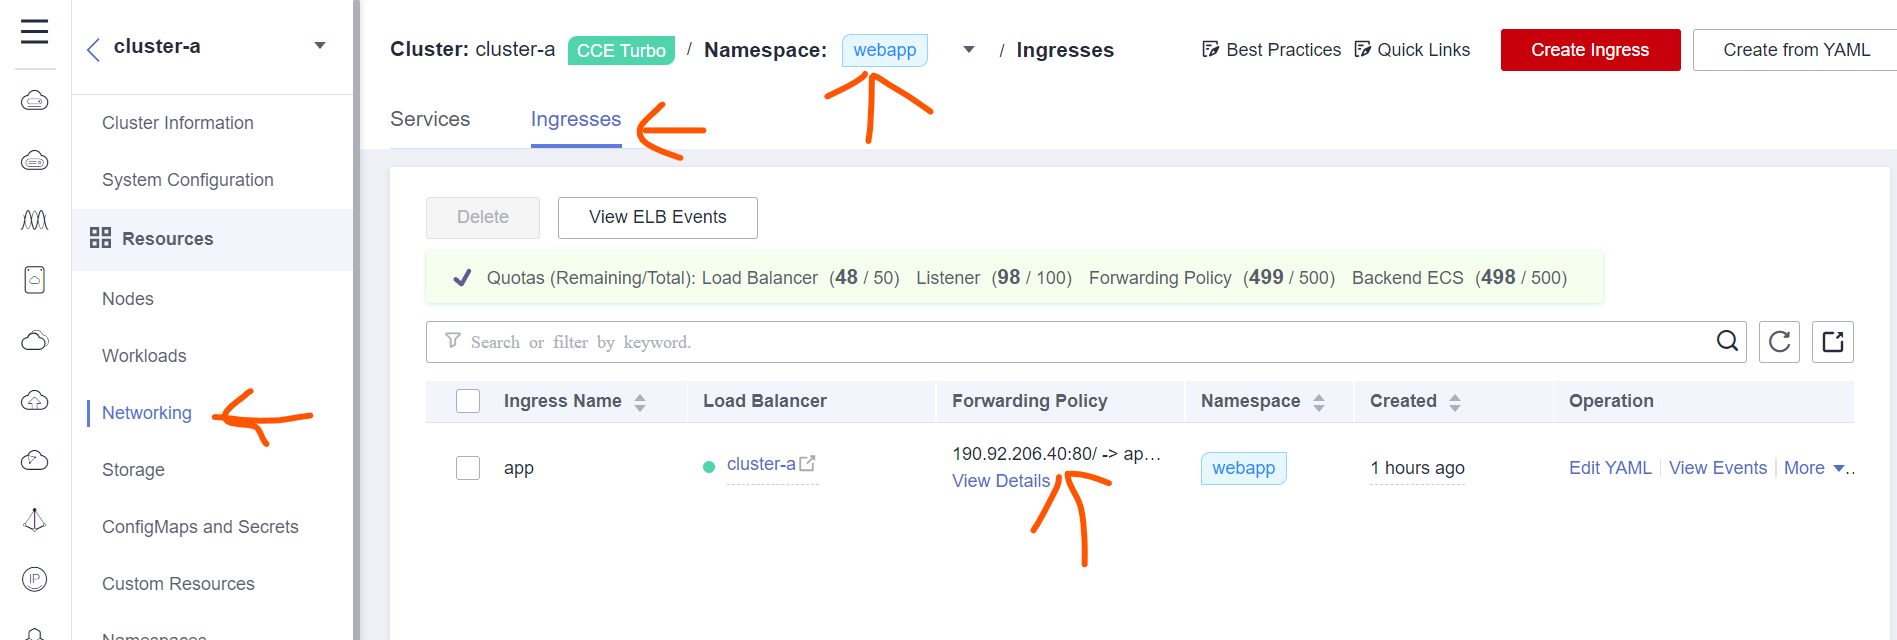 cluster-a
Cluster: cluster-a CCE Turbo / Namespace: webapp / Ingresses
Best Practices Quick Links Create Ingress Create from YAML
Services Ingresses
Cluster Information
System Configuration
Resources
Nodes
Workloads
Networking
Storage
ConfigMaps and Secrets
Custom Resources
Namespaces
IP
Delete View ELB Events
Quotas (Remaining/Total): Load Balancer (48 / 50) Listener (98 / 100) Forwarding Policy (499 / 500) Backend ECS (498 / 500)
Search or filter by keyword.
Ingress Name Load Balancer Forwarding Policy Namespace Created Operation
app cluster-a 190.92.206.40:80/ -> ap... webapp 1 hours ago Edit YAML View Events More ..
View Details